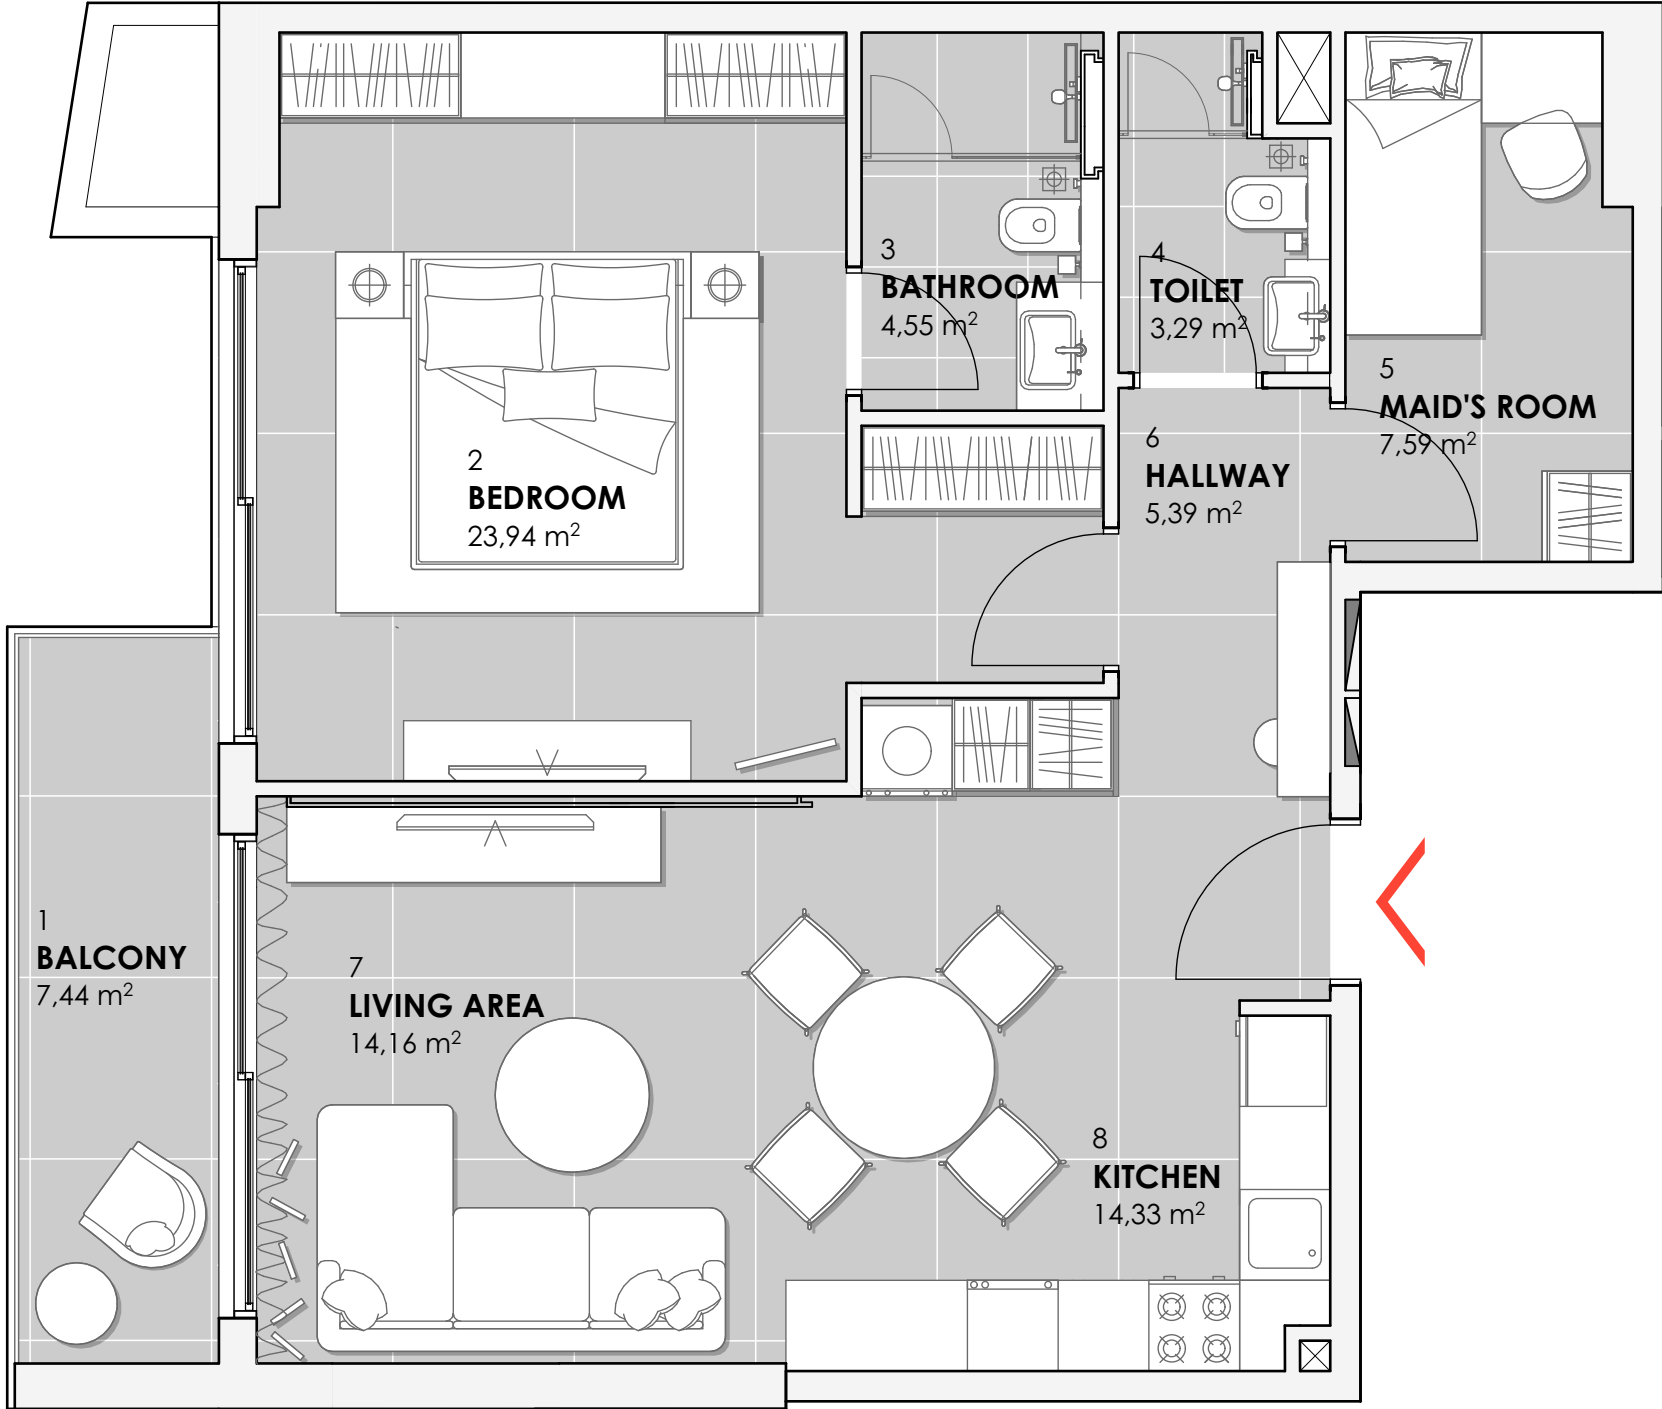 1
BALCONY
7,44 m²
2
BEDROOM
23,94 m²
3
BATHROOM
4,55 m²
4
TOILET
3,29 m²
5
MAID'S ROOM
7,59 m²
6
HALLWAY
5,39 m²
7
LIVING AREA
14,16 m²
8
KITCHEN
14,33 m²